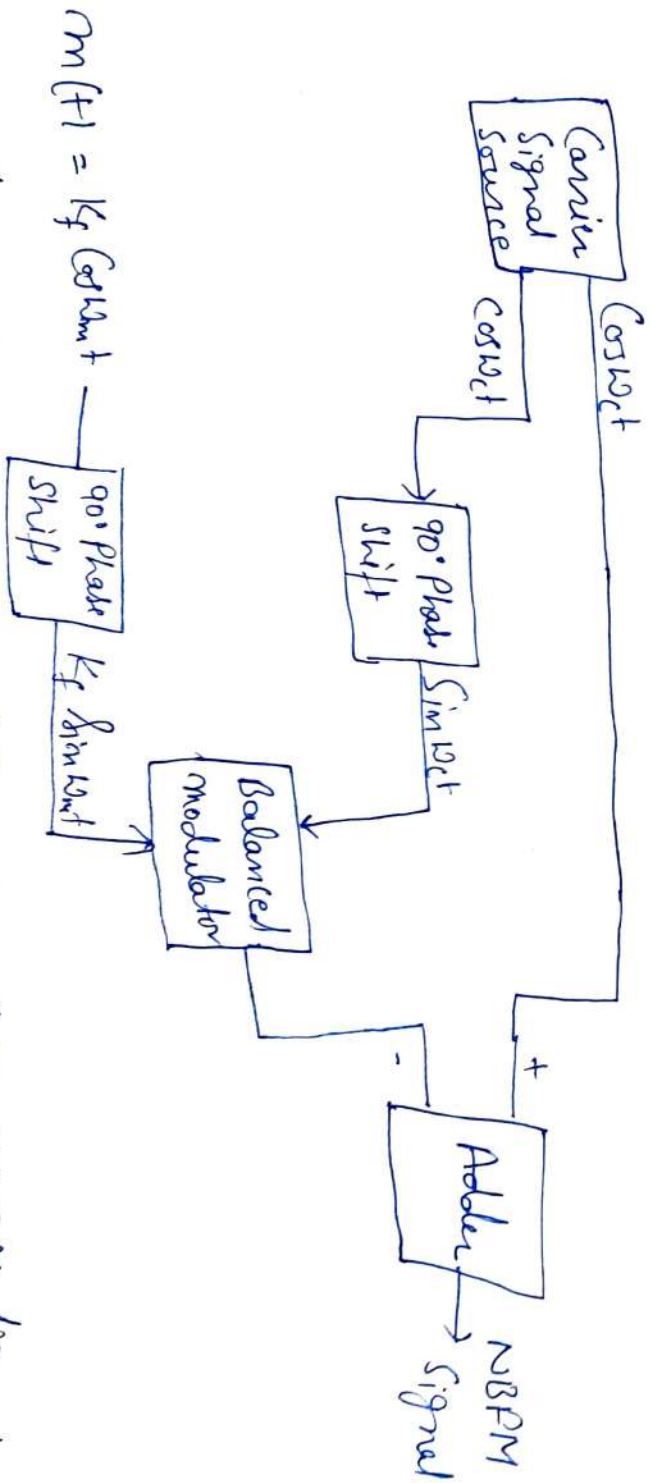 Carrier
Signal
Source
Cosωct
Cosωct
90° Phase
Shift
Sinωct
m(t) = Kf Cosωmt
90° Phase
Shift
Kf Sinωmt
Balanced
modulator
+
-
Adder
NBFM
Signal